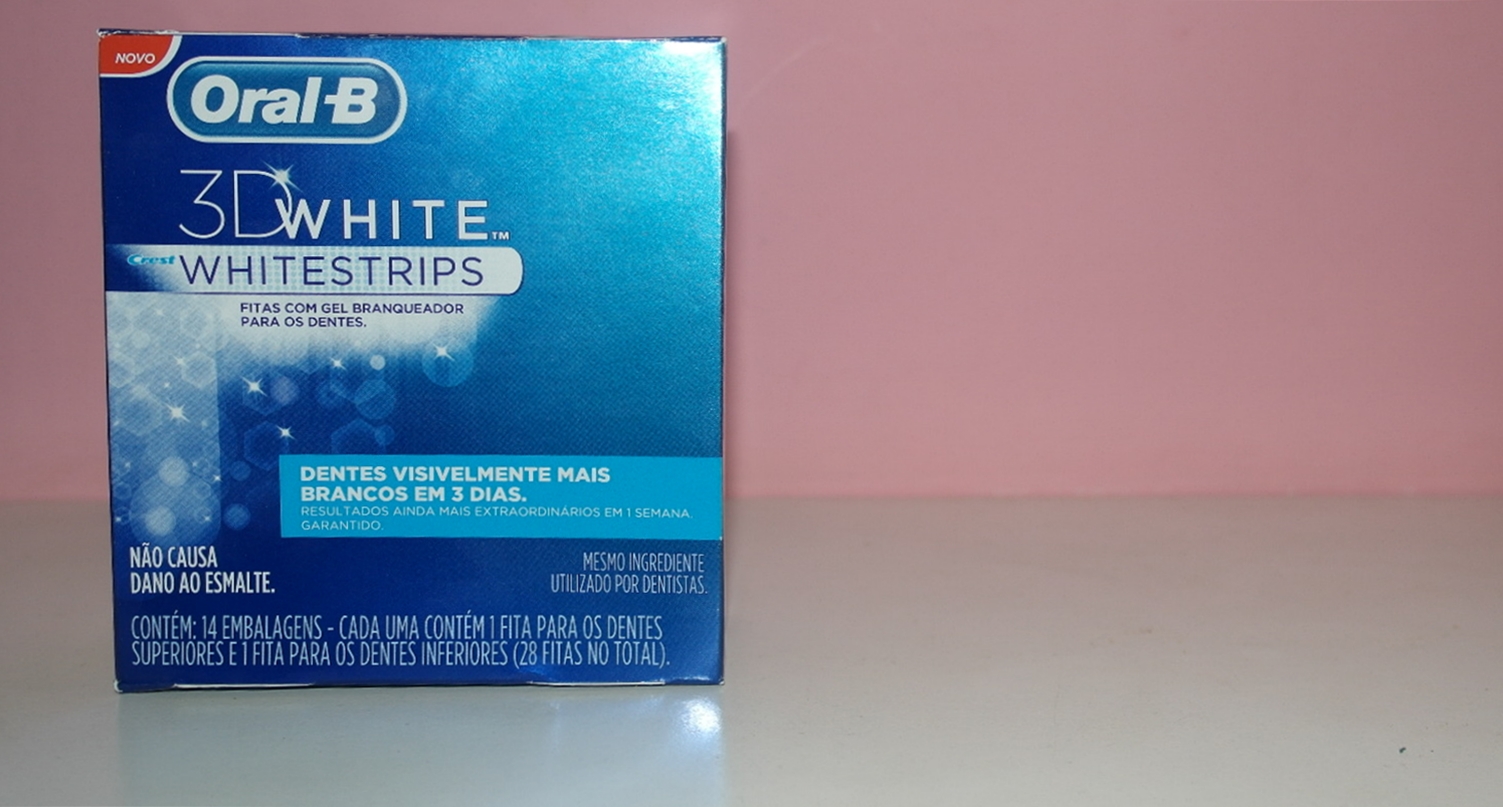 NOVO
Oral-B
3D WHITE™
Crest WHITESTRIPS
FITAS COM GEL BRANQUEADOR
PARA OS DENTES.
DENTES VISIVELMENTE MAIS
BRANCOS EM 3 DIAS.
RESULTADOS AINDA MAIS EXTRAORDINÁRIOS EM 1 SEMANA.
GARANTIDO.
NÃO CAUSA
DANO AO ESMALTE.
MESMO INGREDIENTE
UTILIZADO POR DENTISTAS.
CONTÉM: 14 EMBALAGENS - CADA UMA CONTÉM 1 FITA PARA OS DENTES
SUPERIORES E 1 FITA PARA OS DENTES INFERIORES (28 FITAS NO TOTAL).